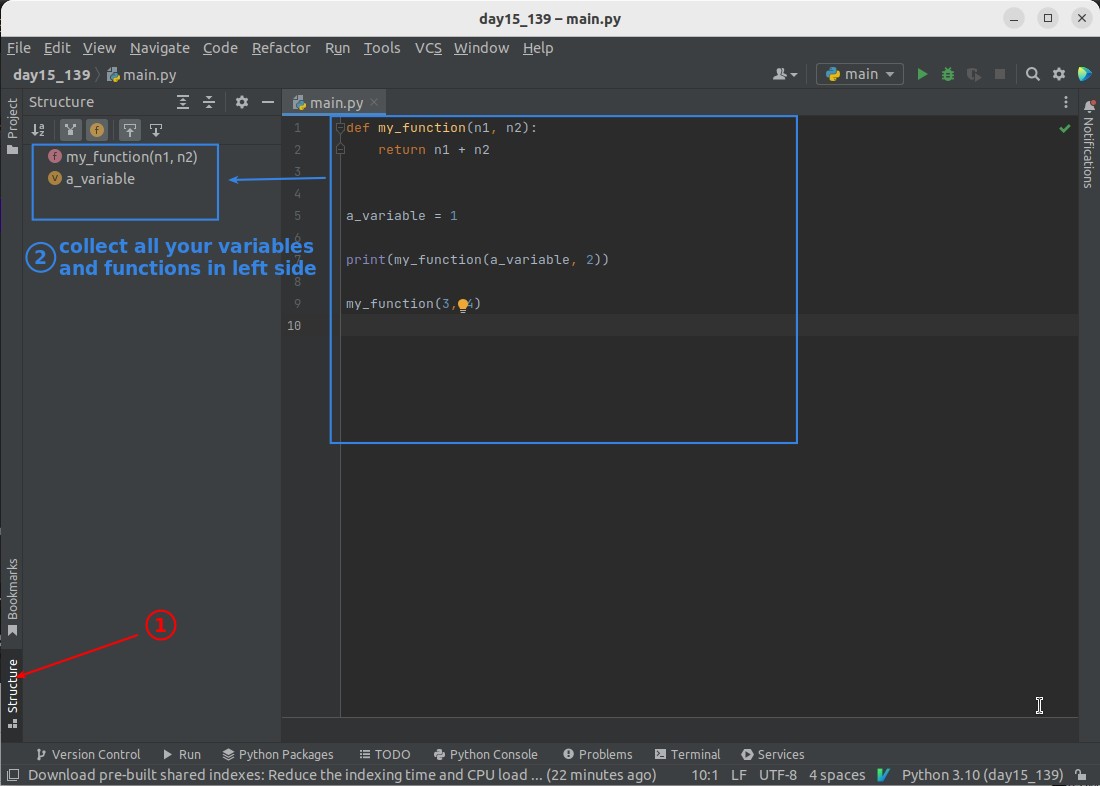 day15_139 – main.py
File Edit View Navigate Code Refactor Run Tools VCS Window Help
day15_139 main.py main
Project
Structure
main.py
Notifications
my_function(n1, n2)
a_variable
② collect all your variables
and functions in left side
1 def my_function(n1, n2):
2 return n1 + n2
3
4
5 a_variable = 1
6
7 print(my_function(a_variable, 2))
8
9 my_function(3, 4)
10
Bookmarks
①
Structure
Version Control Run Python Packages TODO Python Console Problems Terminal Services
Download pre-built shared indexes: Reduce the indexing time and CPU load ... (22 minutes ago) 10:1 LF UTF-8 4 spaces Python 3.10 (day15_139)